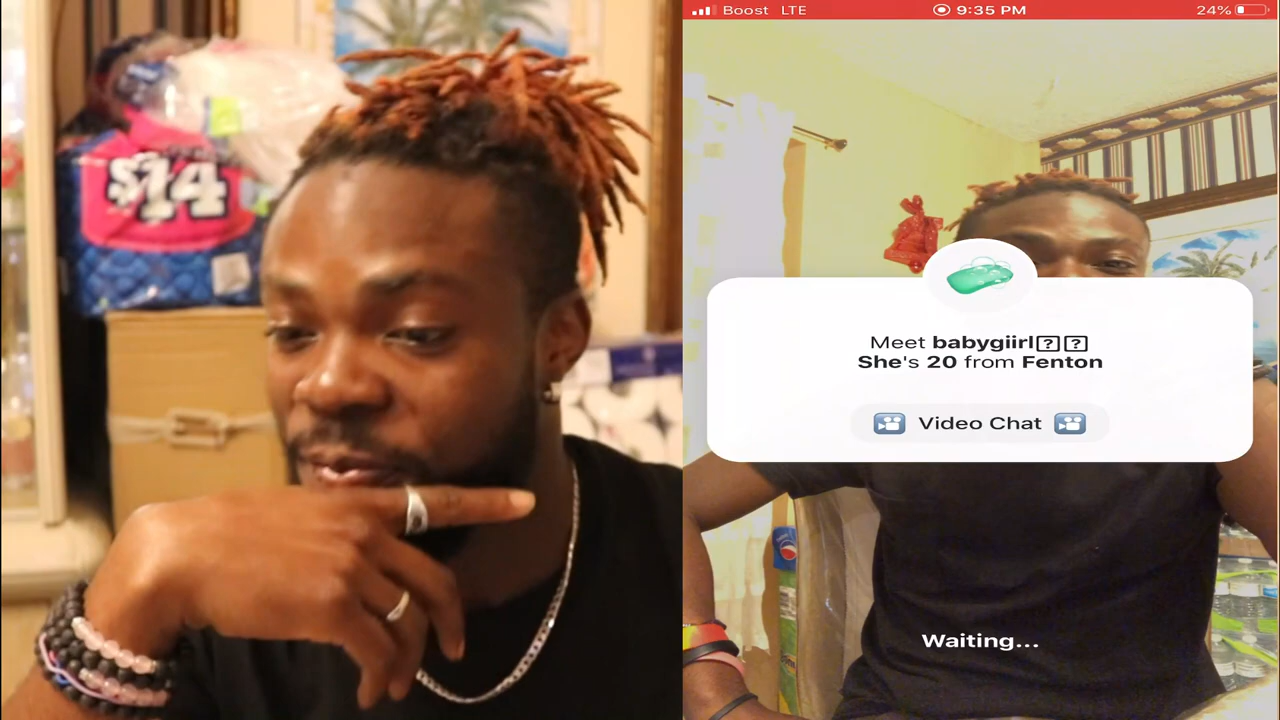 $14
Boost LTE 9:35 PM 24%
Meet babygiirl
She's 20 from Fenton
Video Chat
Waiting...